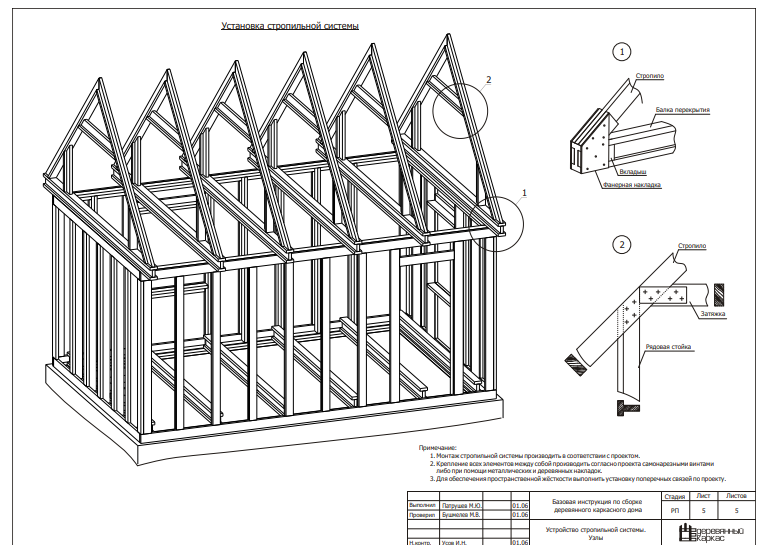 Установка стропильной системы
2
1
1
Стропило
Балка перекрытия
Вкладыш
Фанерная накладка
2
Стропило
Затяжка
Рядовая стойка
Примечание:
1. Монтаж стропильной системы производить в соответствии с проектом.
2. Крепление всех элементов между собой производить согласно проекта самонарезными винтами
либо при помощи металлических и деревянных накладок.
3. Для обеспечения пространственной жёсткости выполнить установку поперечных связей по проекту.
Выполнил Патрушев М.Ю. 01.06
Проверил Бушмелев М.В. 01.06
Н.контр. Усов И.Н. 01.06
Базовая инструкция по сборке
деревянного каркасного дома
Стадия Лист Листов
РП 5 5
Устройство стропильной системы.
Узлы
деревянный
каркас